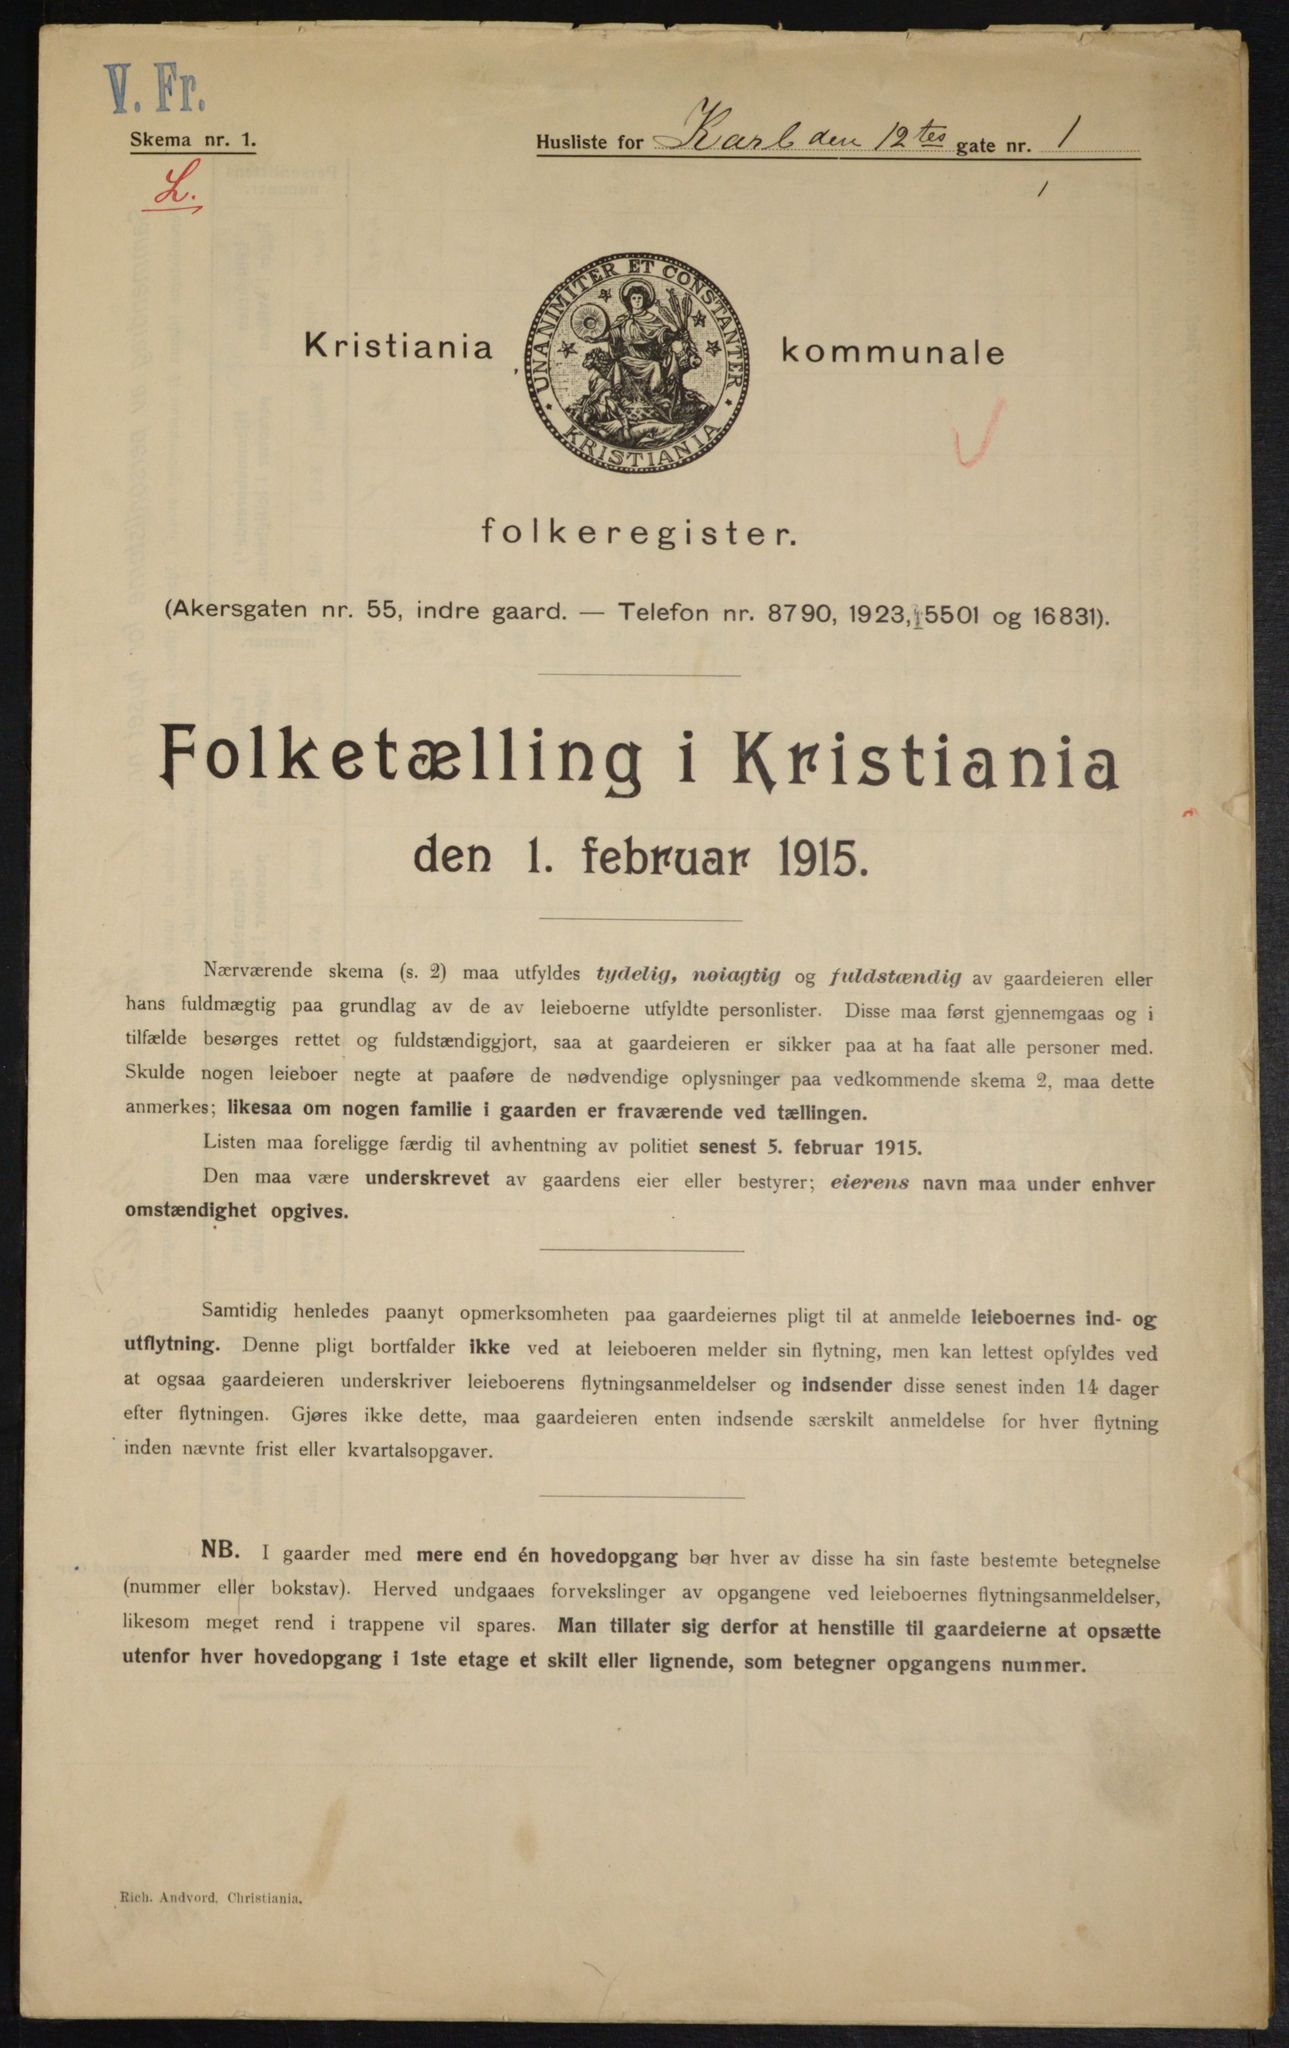 V. Fr.
Skema nr. 1.
L.
Husliste for Karl den 12tes gate nr. 1
Kristiania kommunale
UNANIMITER ET CONSTANTER
KRISTIANIA
folkeregister.
(Akersgaten nr. 55, indre gaard. — Telefon nr. 8790, 1923, 15501 og 16831).
Folketælling i Kristiania
den 1. februar 1915.
Nærværende skema (s. 2) maa utfyldes tydelig, nøiagtig og fuldstændig av gaardeieren eller
hans fuldmægtig paa grundlag av de av leieboerne utfyldte personlister. Disse maa først gjennemgaas og i
tilfælde besørges rettet og fuldstændiggjort, saa at gaardeieren er sikker paa at ha faat alle personer med.
Skulde nogen leieboer negte at paaføre de nødvendige oplysninger paa vedkommende skema 2, maa dette
anmerkes; likesaa om nogen familie i gaarden er fraværende ved tællingen.
Listen maa foreligge færdig til avhentning av politiet senest 5. februar 1915.
Den maa være underskrevet av gaardens eier eller bestyrer; eierens navn maa under enhver
omstændighet opgives.
Samtidig henledes paanyt opmerksomheten paa gaardeiernes pligt til at anmelde leieboernes ind- og
utflytning. Denne pligt bortfalder ikke ved at leieboeren melder sin flytning, men kan lettest opfyldes ved
at ogsaa gaardeieren underskriver leieboerens flytningsanmeldelser og indsender disse senest inden 14 dager
efter flytningen. Gjøres ikke dette, maa gaardeieren enten indsende særskilt anmeldelse for hver flytning
inden nævnte frist eller kvartalsopgaver.
NB. I gaarder med mere end én hovedopgang bør hver av disse ha sin faste bestemte betegnelse
(nummer eller bokstav). Herved undgaaes forvekslinger av opgangene ved leieboernes flytningsanmeldelser,
likesom meget rend i trappene vil spares. Man tillater sig derfor at henstille til gaardeierne at opsætte
utenfor hver hovedopgang i 1ste etage et skilt eller lignende, som betegner opgangens nummer.
Rich. Andvord, Christiania.